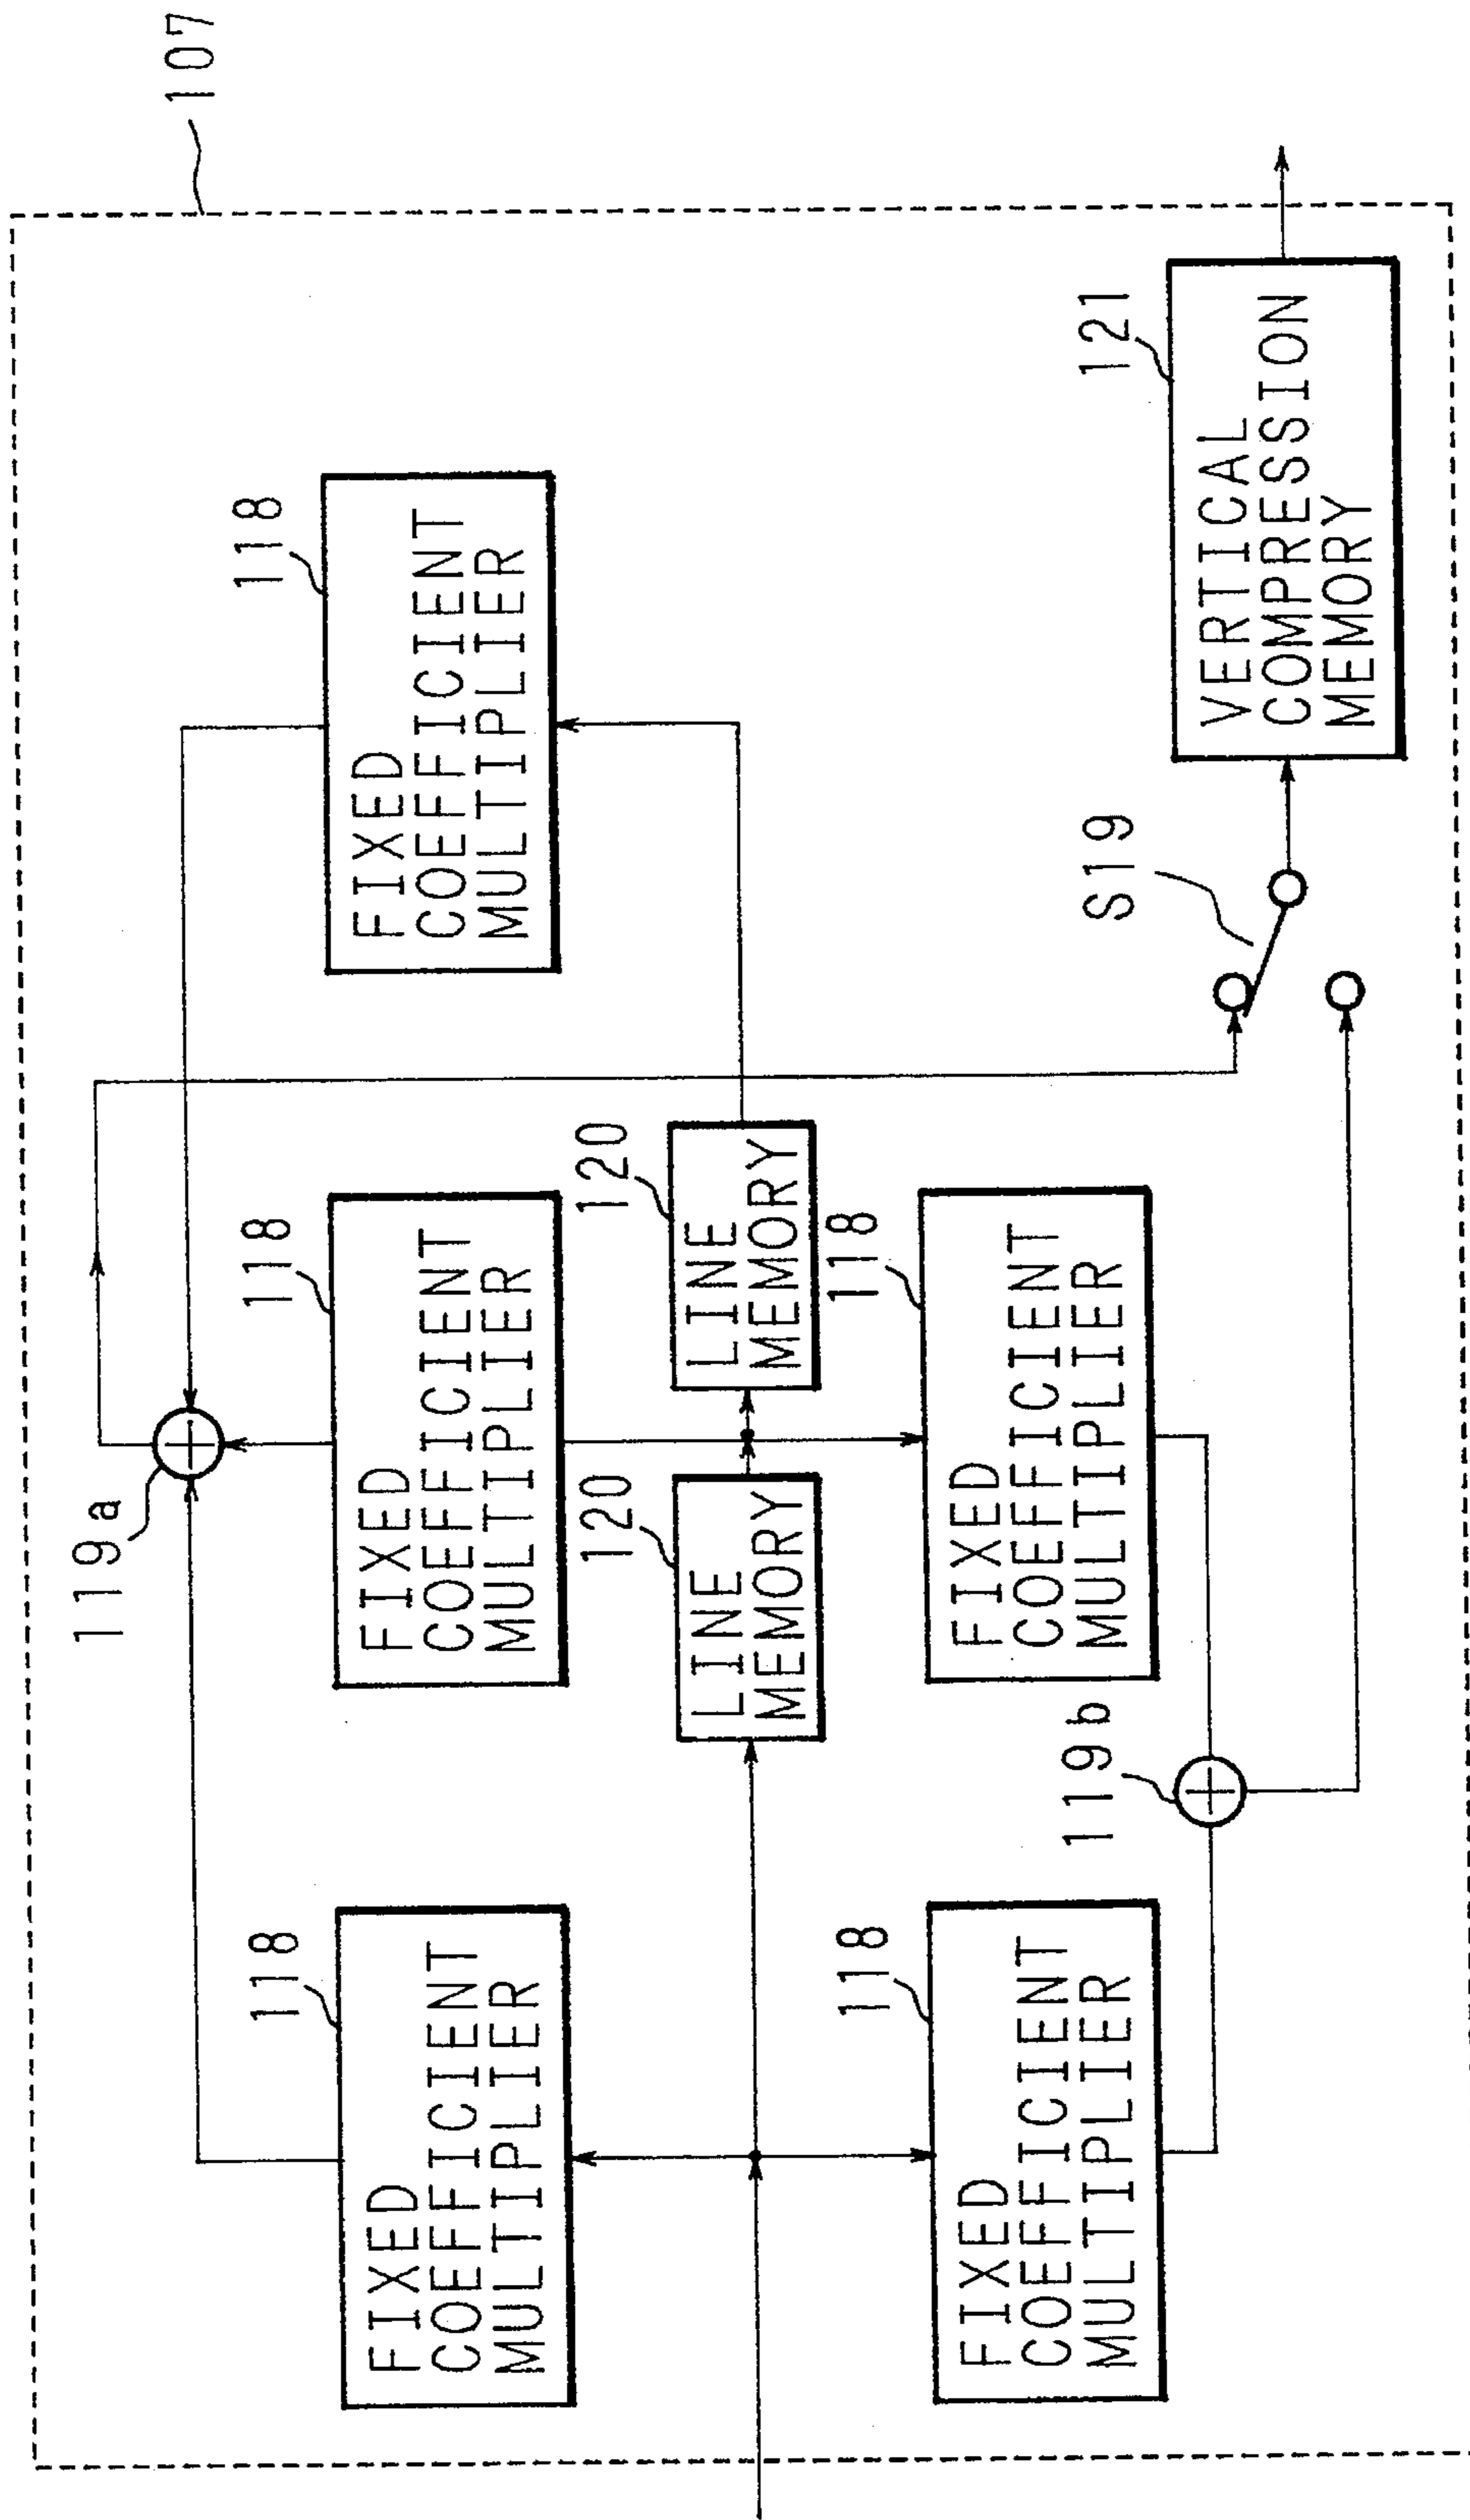 107
119a
118
FIXED
COEFFICIENT
MULTIPLIER
118
FIXED
COEFFICIENT
MULTIPLIER
118
FIXED
COEFFICIENT
MULTIPLIER
120
LINE
MEMORY
120
LINE
MEMORY
118
FIXED
COEFFICIENT
MULTIPLIER
118
FIXED
COEFFICIENT
MULTIPLIER
119b
S19
121
VERTICAL
COMPRESSION
MEMORY